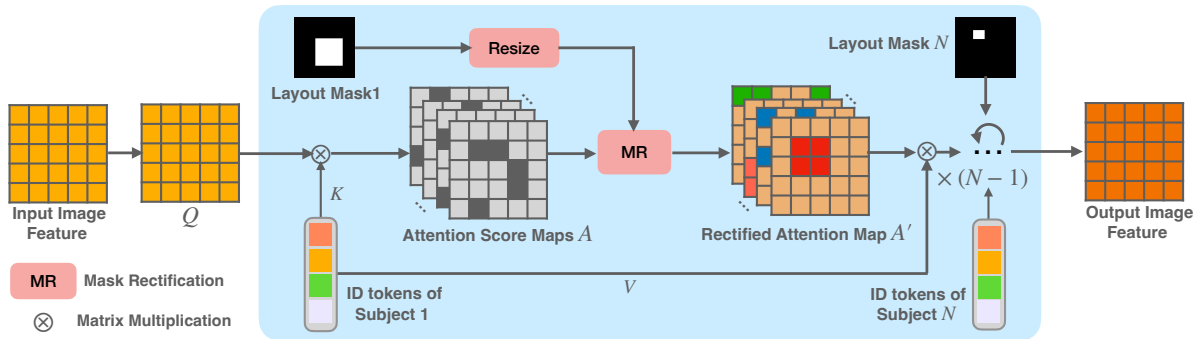 Layout Mask1
Resize
Layout Mask N
Input Image
Feature
Q
K
Attention Score Maps A
MR
Rectified Attention Map A′
× (N − 1)
Output Image
Feature
MR
Mask Rectification
Matrix Multiplication
ID tokens of
Subject 1
V
ID tokens of
Subject N